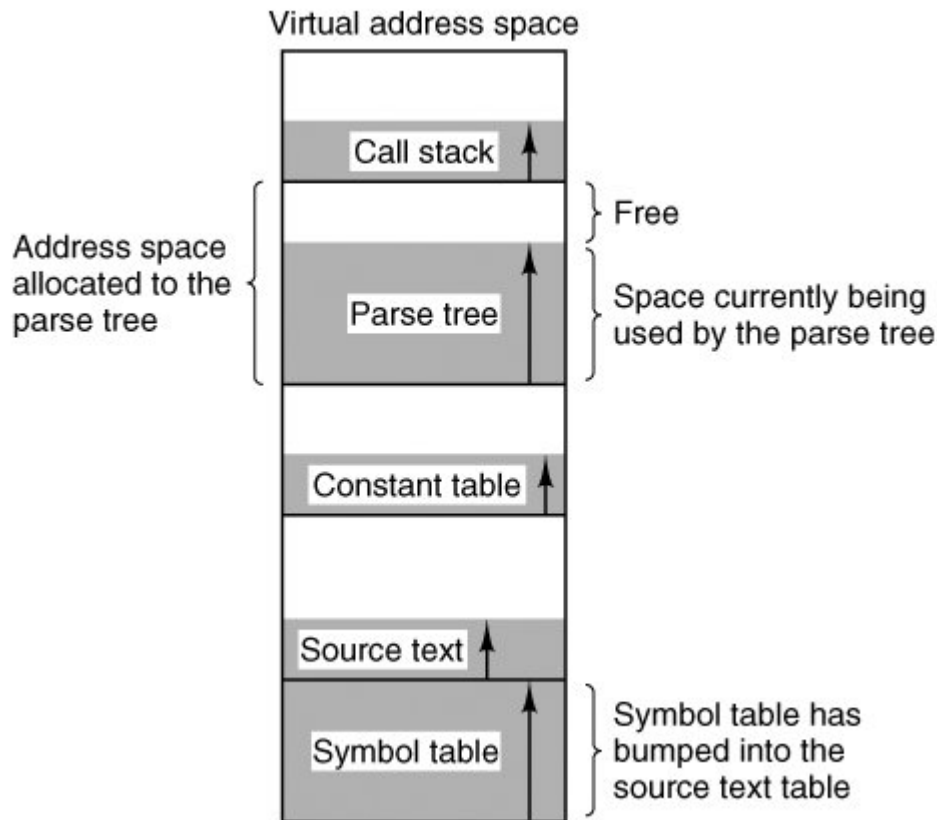 Virtual address space
Call stack
Free
Address space
allocated to the
parse tree
Parse tree
Space currently being
used by the parse tree
Constant table
Source text
Symbol table
Symbol table has
bumped into the
source text table